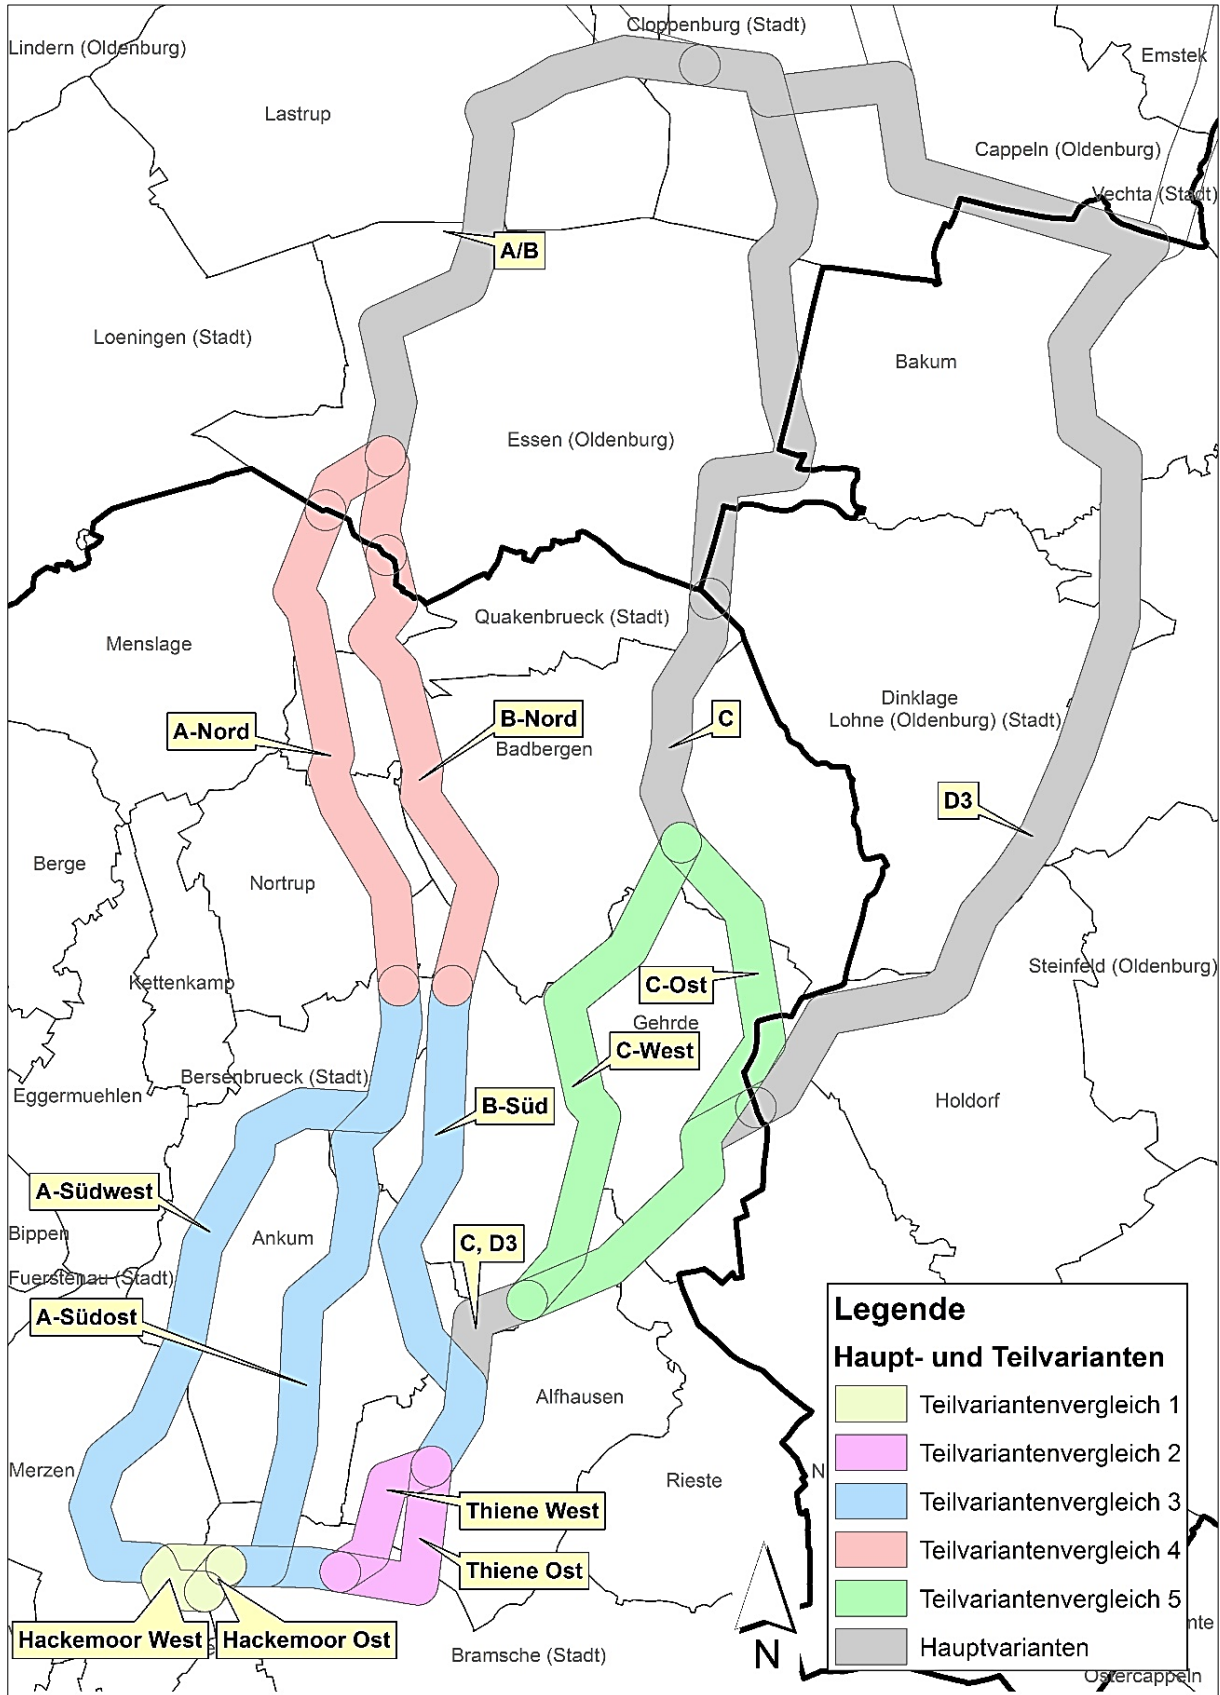 Cloppenburg (Stadt)
Lindern (Oldenburg)
Emstek
Lastrup
Cappeln (Oldenburg)
Vechta (Stadt)
A/B
Loeningen (Stadt)
Bakum
Essen (Oldenburg)
Quakenbrueck (Stadt)
Menslage
Dinklage
Lohne (Oldenburg) (Stadt)
A-Nord
B-Nord
C
Badbergen
D3
Berge
Nortrup
Kettenkamp
Steinfeld (Oldenburg)
C-Ost
Gehrde
C-West
Bersenbrueck (Stadt)
Eggermuehlen
B-Süd
Holdorf
A-Südwest
Bippen
Ankum
C, D3
Fuerstenau (Stadt)
A-Südost
Alfhausen
Merzen
Rieste
N
Thiene West
Thiene Ost
Hackemoor West
Hackemoor Ost
Bramsche (Stadt)
N
Legende
Haupt- und Teilvarianten
Teilvariantenvergleich 1
Teilvariantenvergleich 2
Teilvariantenvergleich 3
Teilvariantenvergleich 4
Teilvariantenvergleich 5
Hauptvarianten
nte
Ostercappeln